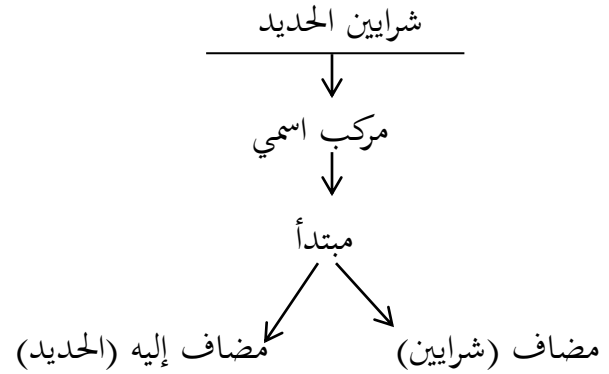 شرايين الحديد
مركب اسمي
مبتدأ
مضاف (شرايين) مضاف إليه (الحديد)